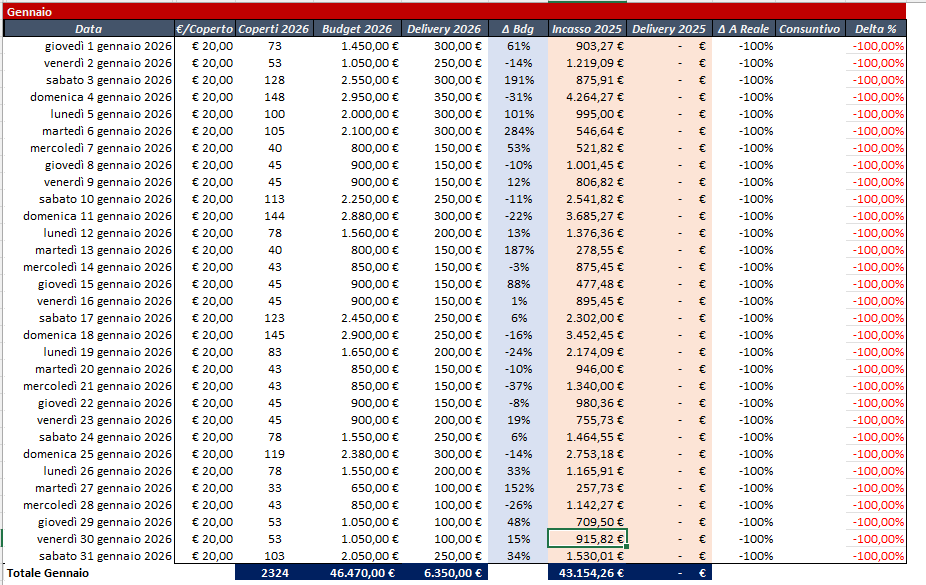 Gennaio
Data €/Coperto Coperti 2026 Budget 2026 Delivery 2026 Δ Bdg Incasso 2025 Delivery 2025 Δ A Reale Consuntivo Delta %
giovedì 1 gennaio 2026 € 20,00 73 1.450,00 € 300,00 € 61% 903,27 € - € -100% -100,00%
venerdì 2 gennaio 2026 € 20,00 53 1.050,00 € 250,00 € -14% 1.219,09 € - € -100% -100,00%
sabato 3 gennaio 2026 € 20,00 128 2.550,00 € 300,00 € 191% 875,91 € - € -100% -100,00%
domenica 4 gennaio 2026 € 20,00 148 2.950,00 € 350,00 € -31% 4.264,27 € - € -100% -100,00%
lunedì 5 gennaio 2026 € 20,00 100 2.000,00 € 300,00 € 101% 995,00 € - € -100% -100,00%
martedì 6 gennaio 2026 € 20,00 105 2.100,00 € 300,00 € 284% 546,64 € - € -100% -100,00%
mercoledì 7 gennaio 2026 € 20,00 40 800,00 € 150,00 € 53% 521,82 € - € -100% -100,00%
giovedì 8 gennaio 2026 € 20,00 45 900,00 € 150,00 € -10% 1.001,45 € - € -100% -100,00%
venerdì 9 gennaio 2026 € 20,00 45 900,00 € 150,00 € 12% 806,82 € - € -100% -100,00%
sabato 10 gennaio 2026 € 20,00 113 2.250,00 € 250,00 € -11% 2.541,82 € - € -100% -100,00%
domenica 11 gennaio 2026 € 20,00 144 2.880,00 € 300,00 € -22% 3.685,27 € - € -100% -100,00%
lunedì 12 gennaio 2026 € 20,00 78 1.560,00 € 200,00 € 13% 1.376,36 € - € -100% -100,00%
martedì 13 gennaio 2026 € 20,00 40 800,00 € 150,00 € 187% 278,55 € - € -100% -100,00%
mercoledì 14 gennaio 2026 € 20,00 43 850,00 € 150,00 € -3% 875,45 € - € -100% -100,00%
giovedì 15 gennaio 2026 € 20,00 45 900,00 € 150,00 € 88% 477,48 € - € -100% -100,00%
venerdì 16 gennaio 2026 € 20,00 45 900,00 € 150,00 € 1% 895,45 € - € -100% -100,00%
sabato 17 gennaio 2026 € 20,00 123 2.450,00 € 250,00 € 6% 2.302,00 € - € -100% -100,00%
domenica 18 gennaio 2026 € 20,00 145 2.900,00 € 250,00 € -16% 3.452,45 € - € -100% -100,00%
lunedì 19 gennaio 2026 € 20,00 83 1.650,00 € 200,00 € -24% 2.174,09 € - € -100% -100,00%
martedì 20 gennaio 2026 € 20,00 43 850,00 € 150,00 € -10% 946,00 € - € -100% -100,00%
mercoledì 21 gennaio 2026 € 20,00 43 850,00 € 150,00 € -37% 1.340,00 € - € -100% -100,00%
giovedì 22 gennaio 2026 € 20,00 45 900,00 € 150,00 € -8% 980,36 € - € -100% -100,00%
venerdì 23 gennaio 2026 € 20,00 45 900,00 € 200,00 € 19% 755,73 € - € -100% -100,00%
sabato 24 gennaio 2026 € 20,00 78 1.550,00 € 250,00 € 6% 1.464,55 € - € -100% -100,00%
domenica 25 gennaio 2026 € 20,00 119 2.380,00 € 300,00 € -14% 2.753,18 € - € -100% -100,00%
lunedì 26 gennaio 2026 € 20,00 78 1.550,00 € 200,00 € 33% 1.165,91 € - € -100% -100,00%
martedì 27 gennaio 2026 € 20,00 33 650,00 € 100,00 € 152% 257,73 € - € -100% -100,00%
mercoledì 28 gennaio 2026 € 20,00 43 850,00 € 100,00 € -26% 1.142,27 € - € -100% -100,00%
giovedì 29 gennaio 2026 € 20,00 53 1.050,00 € 100,00 € 48% 709,50 € - € -100% -100,00%
venerdì 30 gennaio 2026 € 20,00 53 1.050,00 € 100,00 € 15% 915,82 € - € -100% -100,00%
sabato 31 gennaio 2026 € 20,00 103 2.050,00 € 250,00 € 34% 1.530,01 € - € -100% -100,00%
Totale Gennaio 2324 46.470,00 € 6.350,00 € 43.154,26 € - €